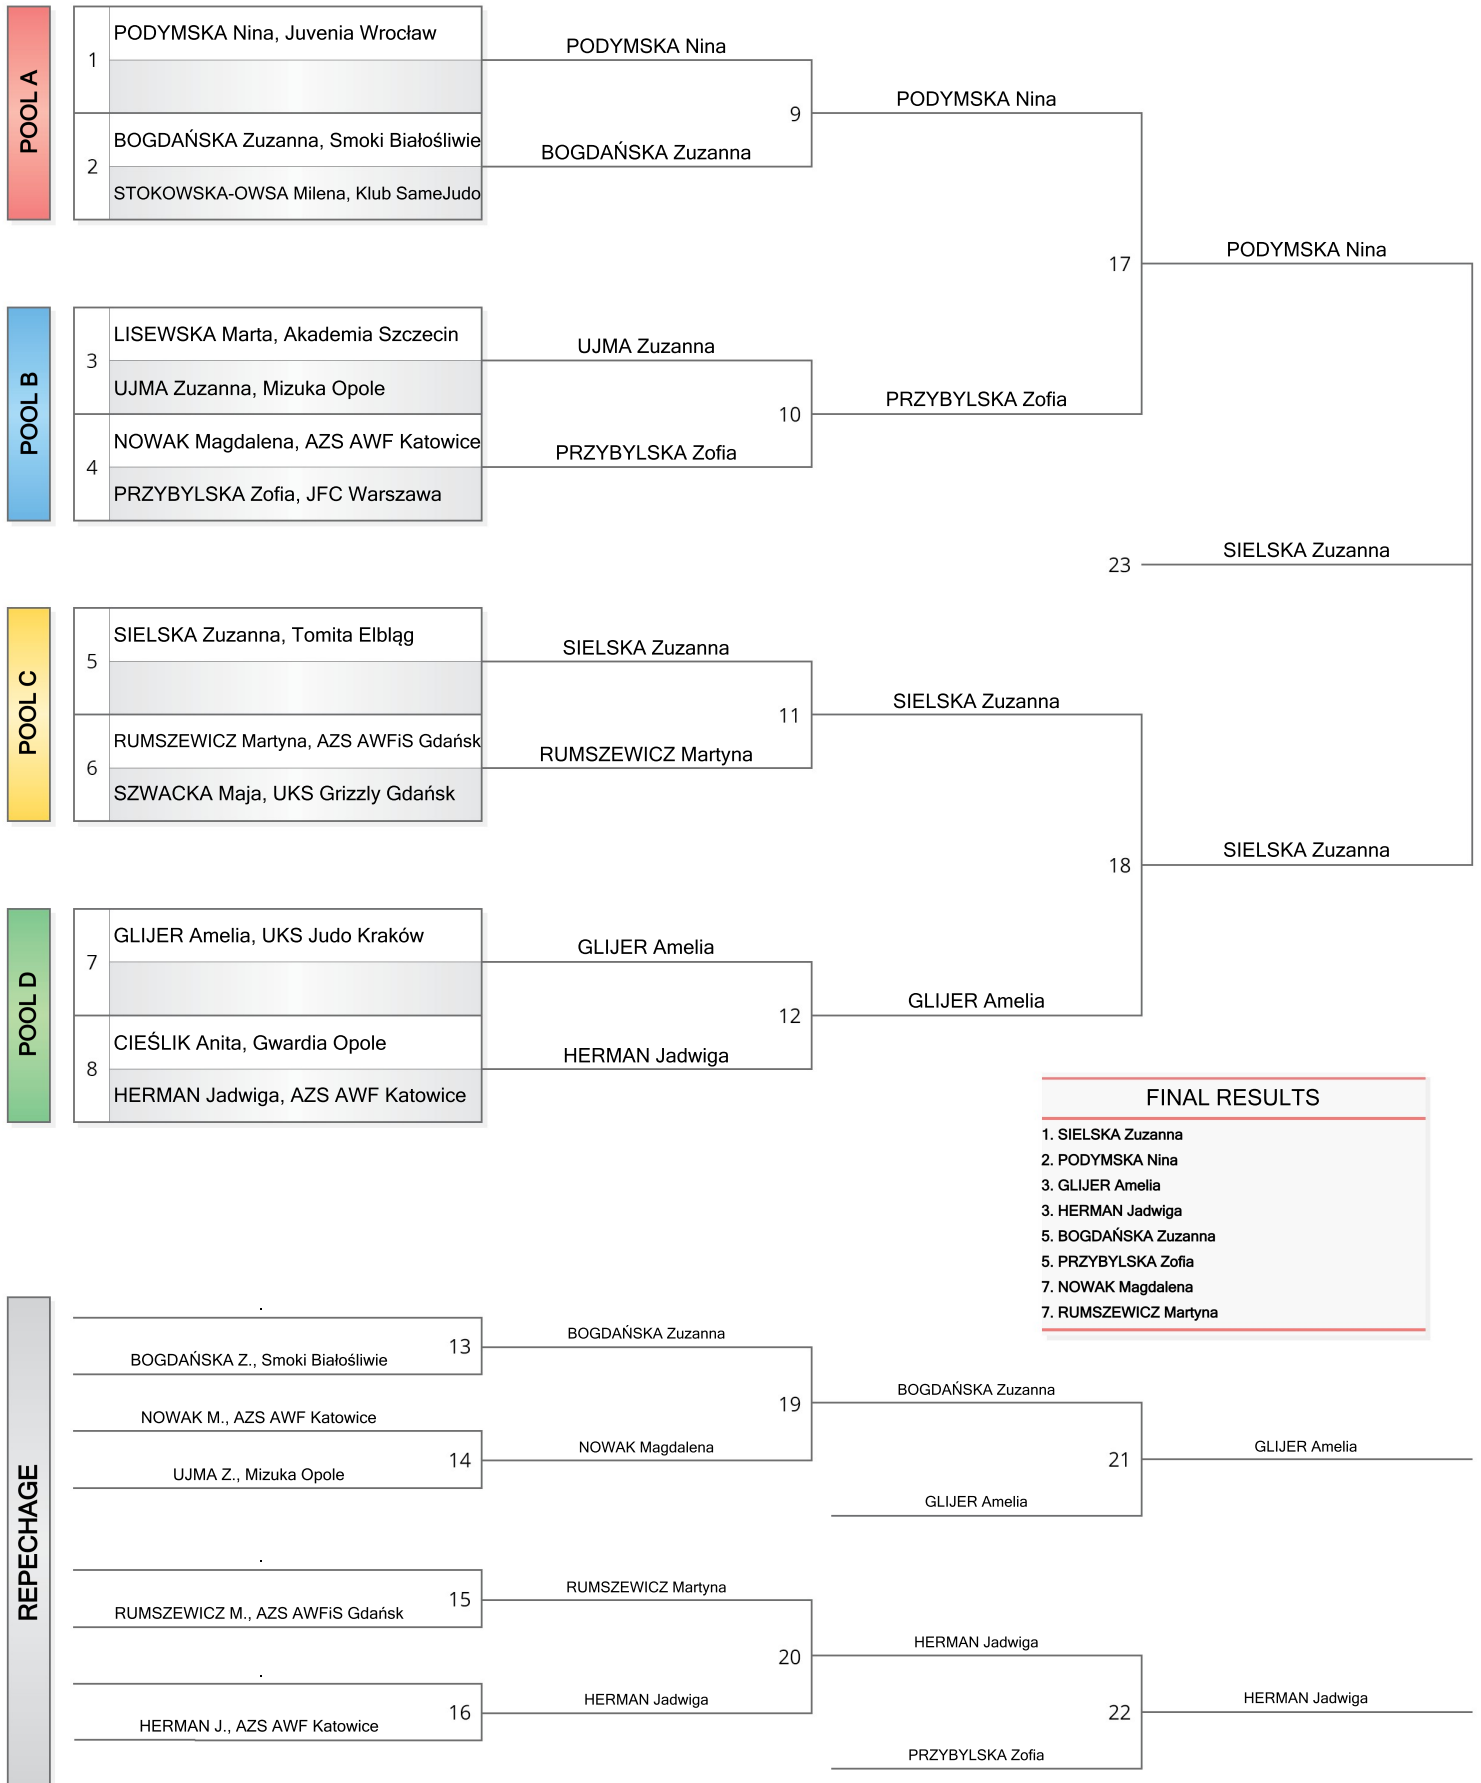 POOL A
1
PODYMSKA Nina, Juvenia Wrocław
2
BOGDAŃSKA Zuzanna, Smoki Białośliwie
STOKOWSKA-OWSA Milena, Klub SameJudo
PODYMSKA Nina
BOGDAŃSKA Zuzanna
9
PODYMSKA Nina
POOL B
3
LISEWSKA Marta, Akademia Szczecin
UJMA Zuzanna, Mizuka Opole
4
NOWAK Magdalena, AZS AWF Katowice
PRZYBYLSKA Zofia, JFC Warszawa
UJMA Zuzanna
PRZYBYLSKA Zofia
10
PRZYBYLSKA Zofia
17
PODYMSKA Nina
23
SIELSKA Zuzanna
POOL C
5
SIELSKA Zuzanna, Tomita Elbląg
6
RUMSZEWICZ Martyna, AZS AWFiS Gdańsk
SZWACKA Maja, UKS Grizzly Gdańsk
SIELSKA Zuzanna
RUMSZEWICZ Martyna
11
SIELSKA Zuzanna
POOL D
7
GLIJER Amelia, UKS Judo Kraków
8
CIEŚLIK Anita, Gwardia Opole
HERMAN Jadwiga, AZS AWF Katowice
GLIJER Amelia
HERMAN Jadwiga
12
GLIJER Amelia
18
SIELSKA Zuzanna
FINAL RESULTS
1. SIELSKA Zuzanna
2. PODYMSKA Nina
3. GLIJER Amelia
3. HERMAN Jadwiga
5. BOGDAŃSKA Zuzanna
5. PRZYBYLSKA Zofia
7. NOWAK Magdalena
7. RUMSZEWICZ Martyna
REPECHAGE
.
BOGDAŃSKA Z., Smoki Białośliwie
13
NOWAK M., AZS AWF Katowice
UJMA Z., Mizuka Opole
14
BOGDAŃSKA Zuzanna
NOWAK Magdalena
19
BOGDAŃSKA Zuzanna
GLIJER Amelia
21
GLIJER Amelia
.
RUMSZEWICZ M., AZS AWFiS Gdańsk
15
.
HERMAN J., AZS AWF Katowice
16
RUMSZEWICZ Martyna
HERMAN Jadwiga
20
HERMAN Jadwiga
PRZYBYLSKA Zofia
22
HERMAN Jadwiga